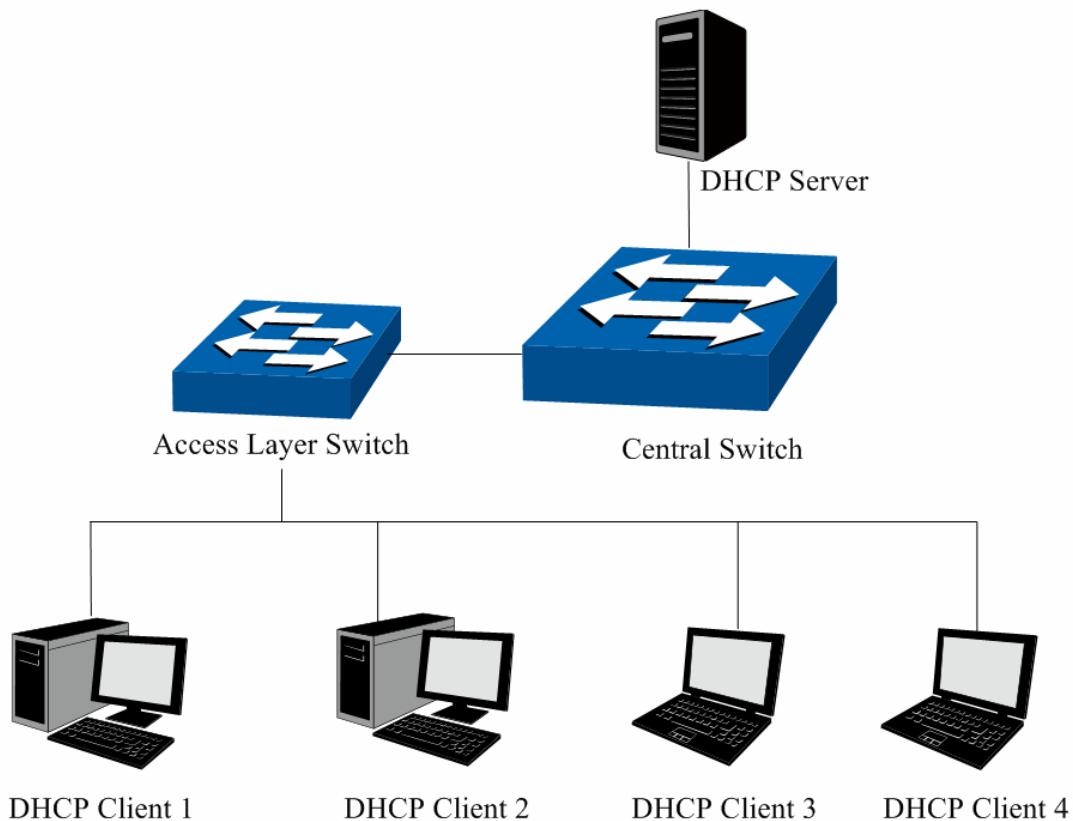 DHCP Server
Access Layer Switch
Central Switch
DHCP Client 1
DHCP Client 2
DHCP Client 3
DHCP Client 4